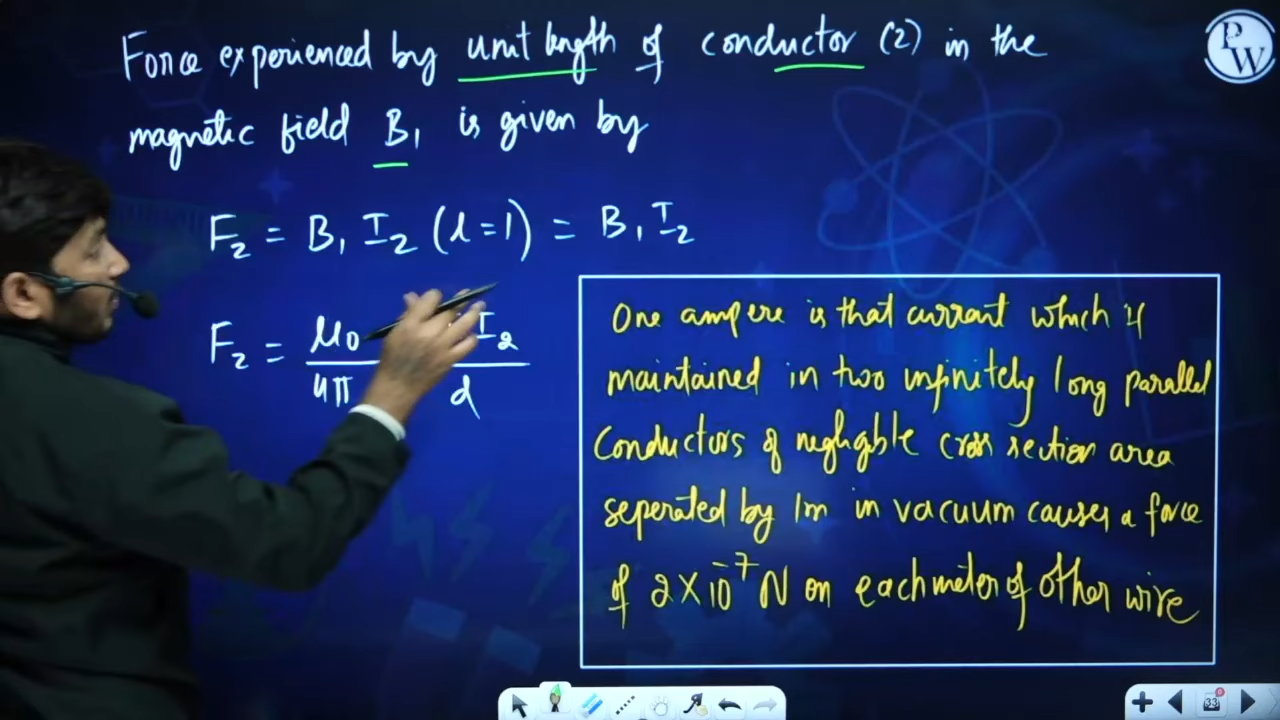 Force experienced by unit length of conductor (2) in the
magnetic field B₁ is given by
F₂ = B₁ I₂ (l=1) = B₁ I₂
F₂ = μ₀ I₂
4π d
One ampere is that current which if
maintained in two infinitely long parallel
Conductors of neghgble cross section area
seperated by 1m in vacuum causes a force
of 2×10⁻⁷ N on each meter of other wire
PW
33